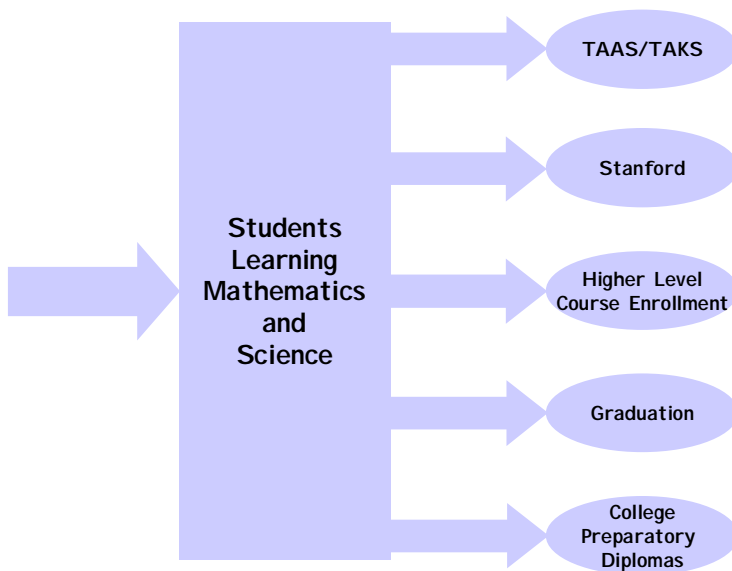 Students
Learning
Mathematics
and
Science
TAAS/TAKS
Stanford
Higher Level
Course Enrollment
Graduation
College
Preparatory
Diplomas